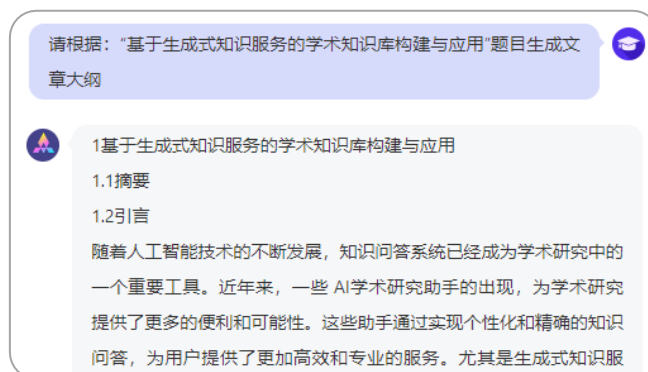 请根据：“基于生成式知识服务的学术知识库构建与应用”题目生成文
章大纲
1基于生成式知识服务的学术知识库构建与应用
1.1摘要
1.2引言
随着人工智能技术的不断发展，知识问答系统已经成为学术研究中的
一个重要工具。近年来，一些 AI学术研究助手的出现，为学术研究
提供了更多的便利和可能性。这些助手通过实现个性化和精确的知识
问答，为用户提供了更加高效和专业的服务。尤其是生成式知识服